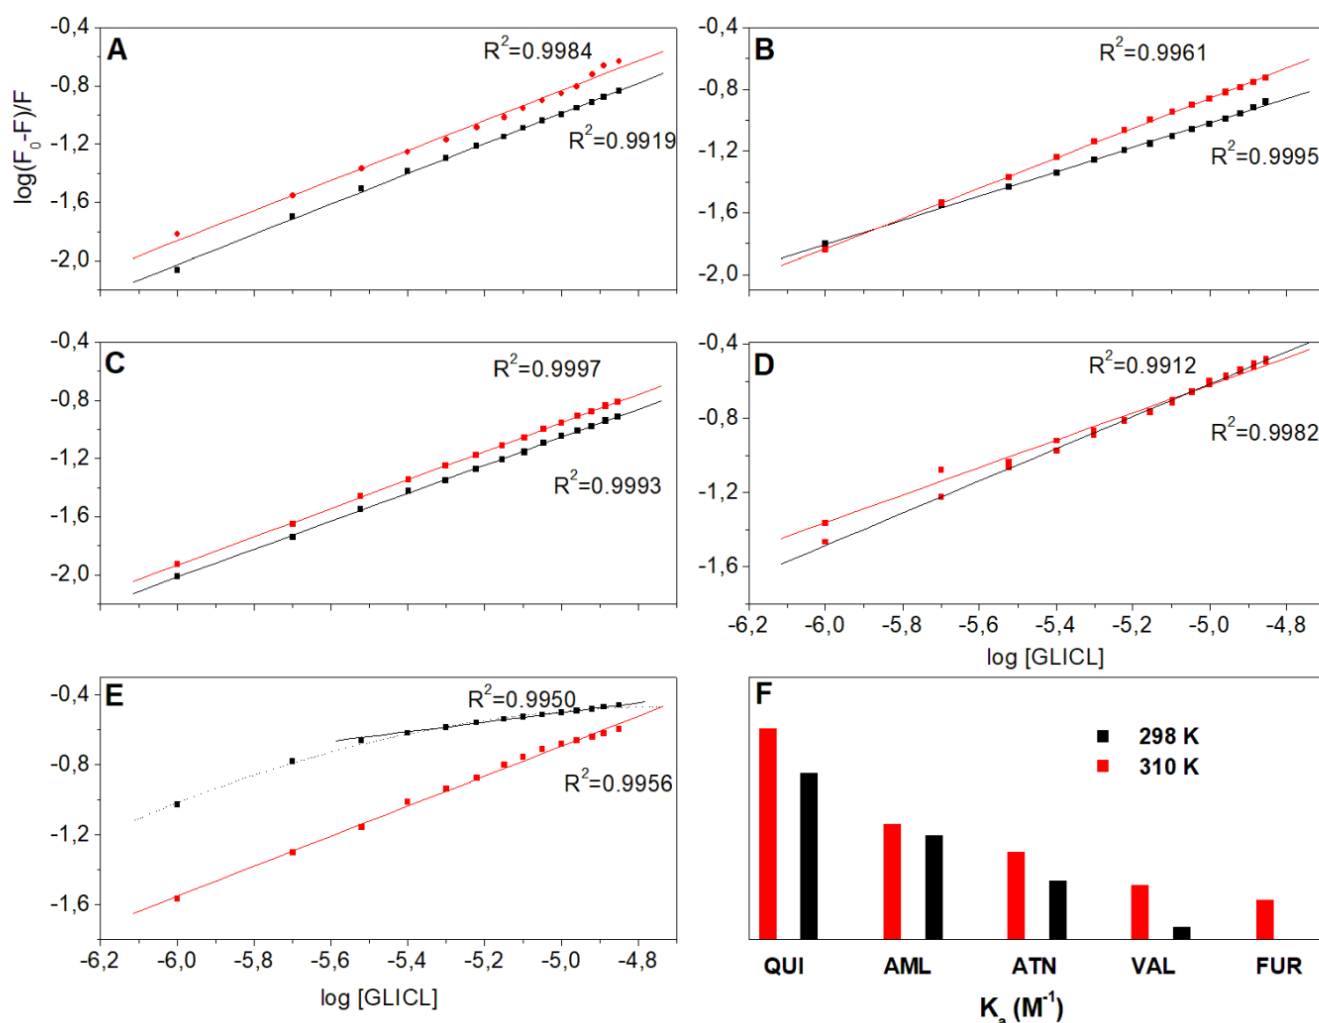 A
-0,4
-0,8
-1,2
-1,6
-2,0
log(F₀-F)/F
R²=0.9984
R²=0.9919
B
-0,4
-0,8
-1,2
-1,6
-2,0
R²=0.9961
R²=0.9995
C
-0,4
-0,8
-1,2
-1,6
-2,0
R²=0.9997
R²=0.9993
D
-0,4
-0,8
-1,2
-1,6
R²=0.9912
R²=0.9982
-6,2 -6,0 -5,8 -5,6 -5,4 -5,2 -5,0 -4,8
log [GLICL]
E
-0,4
-0,8
-1,2
-1,6
R²=0.9950
R²=0.9956
-6,2 -6,0 -5,8 -5,6 -5,4 -5,2 -5,0 -4,8
log [GLICL]
F
298 K
310 K
QUI AML ATN VAL FUR
Kₐ (M⁻¹)